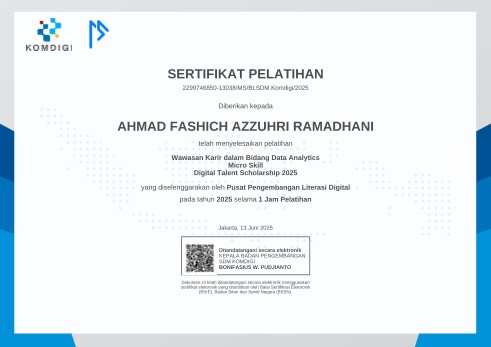 KOMDIGI
SERTIFIKAT PELATIHAN
2299746850-13038/MS/BLSDM.Komdigi/2025
Diberikan kepada
AHMAD FASHICH AZZUHRI RAMADHANI
telah menyelesaikan pelatihan
Wawasan Karir dalam Bidang Data Analytics
Micro Skill
Digital Talent Scholarship 2025
yang diselenggarakan oleh Pusat Pengembangan Literasi Digital
pada tahun 2025 selama 1 Jam Pelatihan
Jakarta, 13 Juni 2025
Ditandatangani secara elektronik
KEPALA BADAN PENGEMBANGAN
SDM KOMDIGI
BONIFASIUS W. PUDJIANTO
Dokumen ini telah ditandatangani secara elektronik menggunakan
sertifikat elektronik yang diterbitkan oleh Balai Sertifikasi Elektronik
(BSrE), Badan Siber dan Sandi Negara (BSSN).